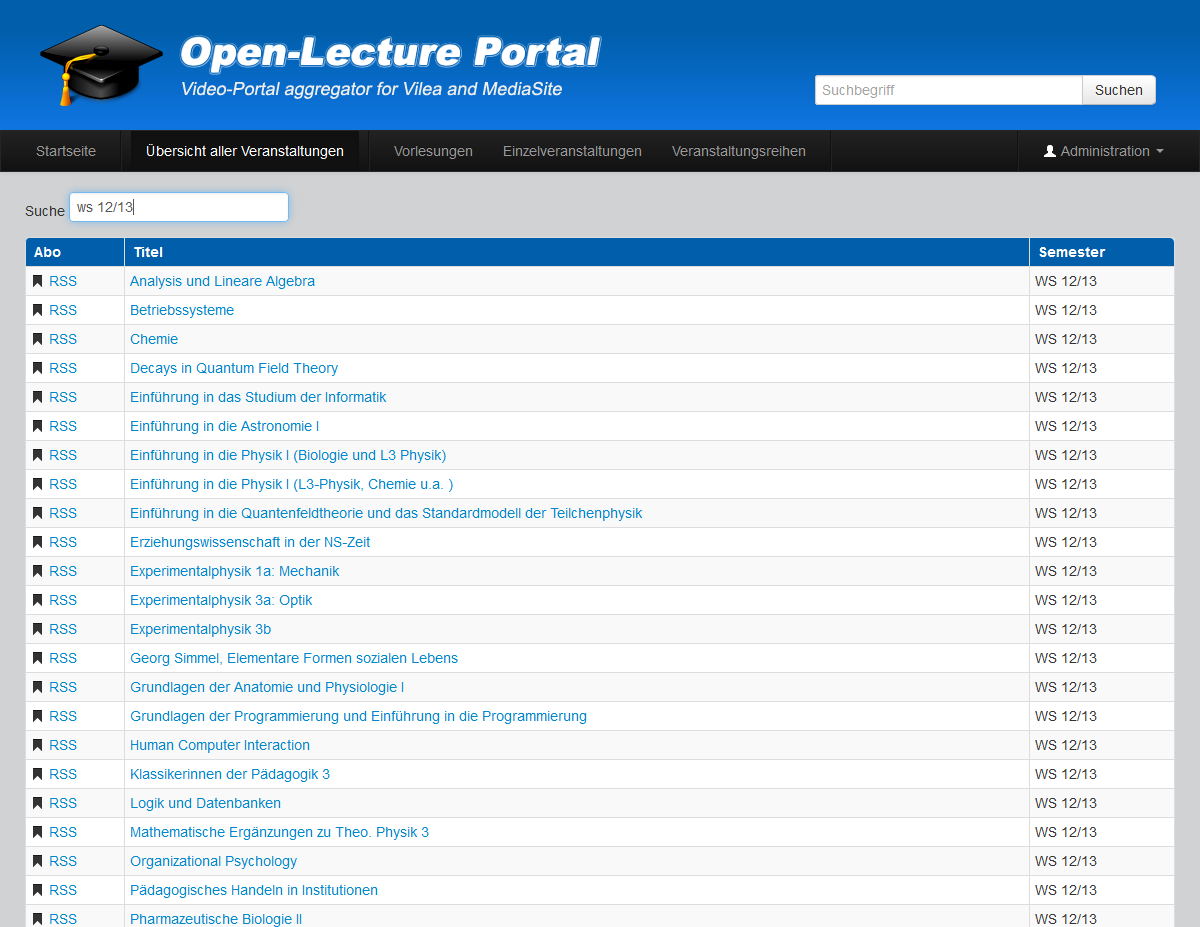 Open-Lecture Portal
Video-Portal aggregator for Vilea and MediaSite
Suchbegriff Suchen
Startseite Übersicht aller Veranstaltungen Vorlesungen Einzelveranstaltungen Veranstaltungsreihen Administration
Suche ws 12/13
Abo Titel Semester
RSS Analysis und Lineare Algebra WS 12/13
RSS Betriebssysteme WS 12/13
RSS Chemie WS 12/13
RSS Decays in Quantum Field Theory WS 12/13
RSS Einführung in das Studium der Informatik WS 12/13
RSS Einführung in die Astronomie I WS 12/13
RSS Einführung in die Physik I (Biologie und L3 Physik) WS 12/13
RSS Einführung in die Physik I (L3-Physik, Chemie u.a. ) WS 12/13
RSS Einführung in die Quantenfeldtheorie und das Standardmodell der Teilchenphysik WS 12/13
RSS Erziehungswissenschaft in der NS-Zeit WS 12/13
RSS Experimentalphysik 1a: Mechanik WS 12/13
RSS Experimentalphysik 3a: Optik WS 12/13
RSS Experimentalphysik 3b WS 12/13
RSS Georg Simmel, Elementare Formen sozialen Lebens WS 12/13
RSS Grundlagen der Anatomie und Physiologie I WS 12/13
RSS Grundlagen der Programmierung und Einführung in die Programmierung WS 12/13
RSS Human Computer Interaction WS 12/13
RSS Klassikerinnen der Pädagogik 3 WS 12/13
RSS Logik und Datenbanken WS 12/13
RSS Mathematische Ergänzungen zu Theo. Physik 3 WS 12/13
RSS Organizational Psychology WS 12/13
RSS Pädagogisches Handeln in Institutionen WS 12/13
RSS Pharmazeutische Biologie II WS 12/13